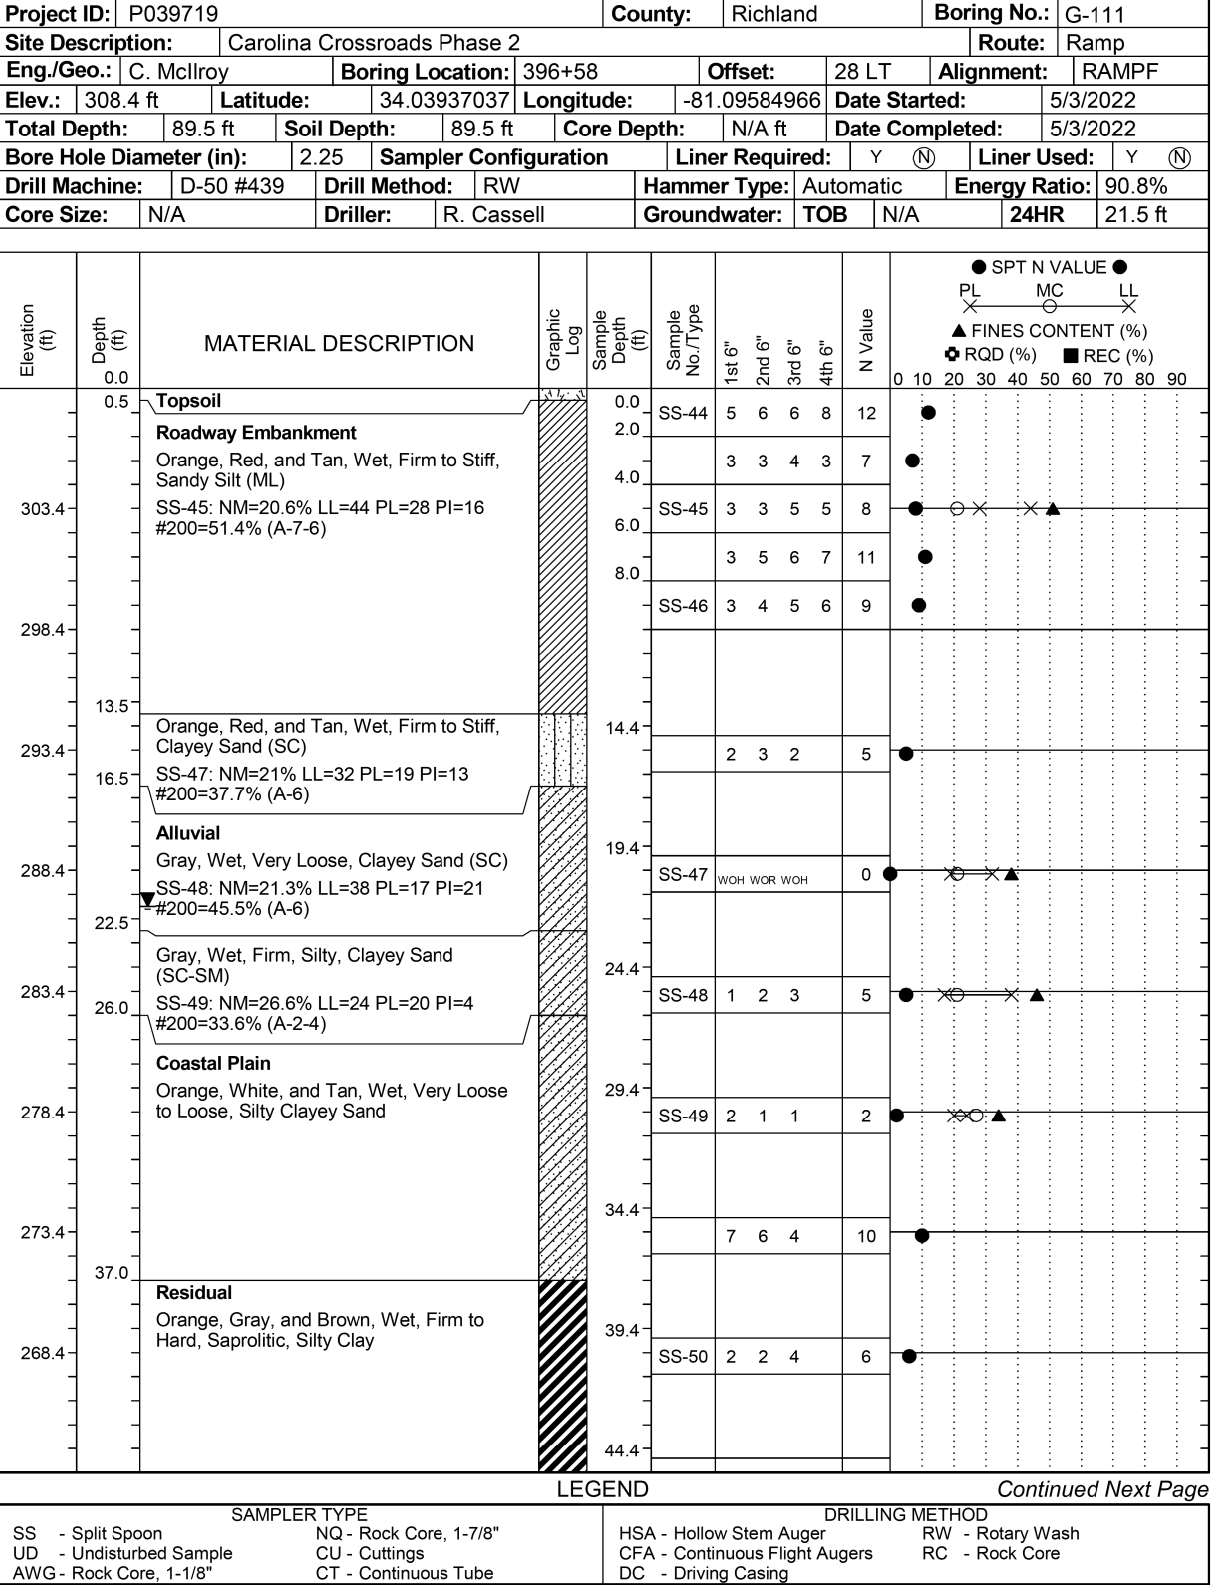 Project ID: P039719 County: Richland Boring No.: G-111
Site Description: Carolina Crossroads Phase 2 Route: Ramp
Eng./Geo.: C. McIlroy Boring Location: 396+58 Offset: 28 LT Alignment: RAMPF
Elev.: 308.4 ft Latitude: 34.03937037 Longitude: -81.09584966 Date Started: 5/3/2022
Total Depth: 89.5 ft Soil Depth: 89.5 ft Core Depth: N/A ft Date Completed: 5/3/2022
Bore Hole Diameter (in): 2.25 Sampler Configuration Liner Required: Y N Liner Used: Y N
Drill Machine: D-50 #439 Drill Method: RW Hammer Type: Automatic Energy Ratio: 90.8%
Core Size: N/A Driller: R. Cassell Groundwater: TOB N/A 24HR 21.5 ft
Elevation (ft) Depth (ft) MATERIAL DESCRIPTION Graphic Log Sample Depth (ft) Sample No./Type 1st 6" 2nd 6" 3rd 6" 4th 6" N Value
SPT N VALUE
PL MC LL
FINES CONTENT (%)
RQD (%) REC (%)
0.0 0 10 20 30 40 50 60 70 80 90
0.5 Topsoil 0.0
SS-44 5 6 6 8 12
2.0
Roadway Embankment
Orange, Red, and Tan, Wet, Firm to Stiff, 3 3 4 3 7
Sandy Silt (ML) 4.0
303.4 SS-45: NM=20.6% LL=44 PL=28 PI=16 SS-45 3 3 5 5 8
#200=51.4% (A-7-6) 6.0
3 5 6 7 11
8.0
SS-46 3 4 5 6 9
298.4
13.5
Orange, Red, and Tan, Wet, Firm to Stiff, 14.4
293.4 Clayey Sand (SC) 2 3 2 5
16.5 SS-47: NM=21% LL=32 PL=19 PI=13
#200=37.7% (A-6)
Alluvial
19.4
Gray, Wet, Very Loose, Clayey Sand (SC)
288.4 SS-47 WOH WOR WOH 0
SS-48: NM=21.3% LL=38 PL=17 PI=21
#200=45.5% (A-6)
22.5
Gray, Wet, Firm, Silty, Clayey Sand
(SC-SM) 24.4
283.4 SS-48 1 2 3 5
26.0 SS-49: NM=26.6% LL=24 PL=20 PI=4
#200=33.6% (A-2-4)
Coastal Plain
Orange, White, and Tan, Wet, Very Loose 29.4
278.4 to Loose, Silty Clayey Sand SS-49 2 1 1 2
34.4
273.4 7 6 4 10
37.0
Residual
Orange, Gray, and Brown, Wet, Firm to 39.4
Hard, Saprolitic, Silty Clay
268.4 SS-50 2 2 4 6
44.4
LEGEND Continued Next Page
SAMPLER TYPE DRILLING METHOD
SS - Split Spoon NQ - Rock Core, 1-7/8" HSA - Hollow Stem Auger RW - Rotary Wash
UD - Undisturbed Sample CU - Cuttings CFA - Continuous Flight Augers RC - Rock Core
AWG - Rock Core, 1-1/8" CT - Continuous Tube DC - Driving Casing